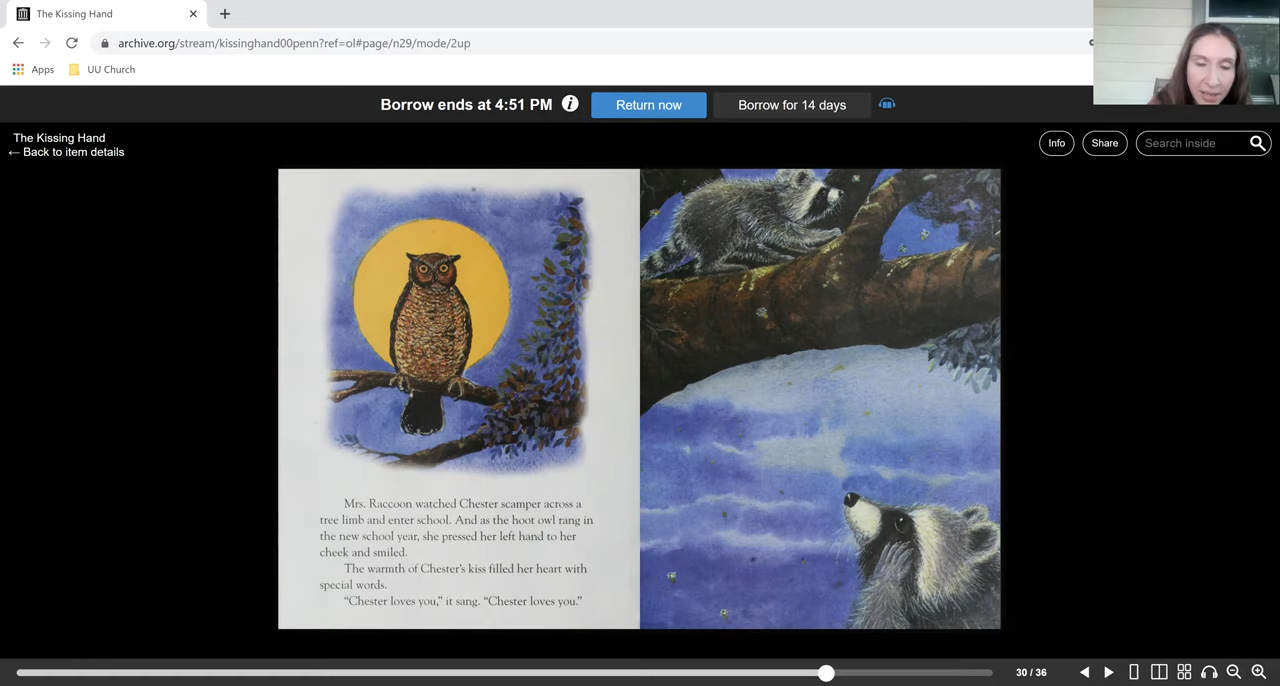 The Kissing Hand
archive.org/stream/kissinghand00penn?ref=ol#page/n29/mode/2up
Apps
UU Church
Borrow ends at 4:51 PM
Return now
Borrow for 14 days
The Kissing Hand
← Back to item details
Info
Share
Search inside
Mrs. Raccoon watched Chester scamper across a
tree limb and enter school. And as the hoot owl rang in
the new school year, she pressed her left hand to her
cheek and smiled.
The warmth of Chester's kiss filled her heart with
special words.
“Chester loves you,” it sang. “Chester loves you.”
30 / 36